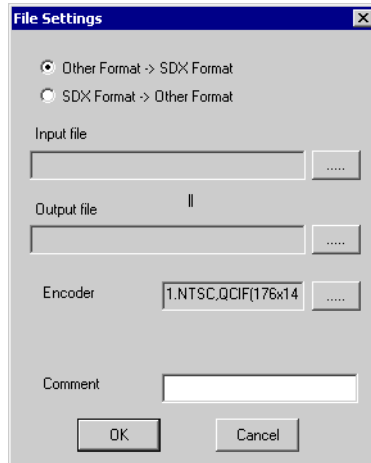 File Settings
Other Format -> SDX Format
SDX Format -> Other Format
Input file
.....
||
Output file
.....
Encoder
1.NTSC,QCIF(176x14
.....
Comment
OK
Cancel